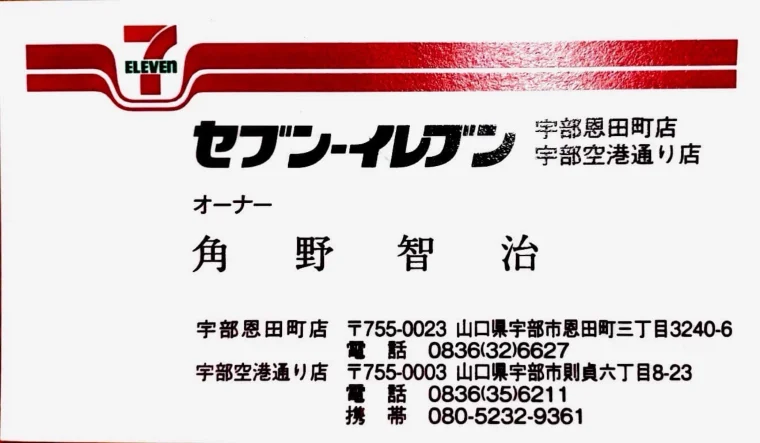 7
ELEVEN
セブン-イレブン 宇部恩田町店
宇部空港通り店
オーナー
角野智治
宇部恩田町店 〒755-0023 山口県宇部市恩田町三丁目3240-6
電話 0836(32)6627
宇部空港通り店 〒755-0003 山口県宇部市則貞六丁目8-23
電話 0836(35)6211
携帯 080-5232-9361